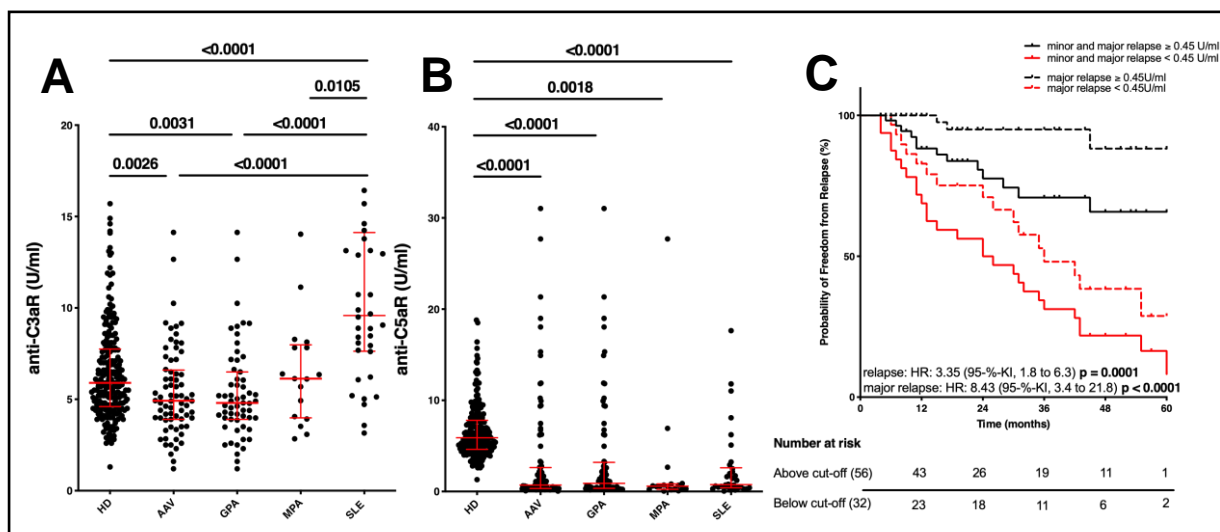 A
<0.0001
0.0105
0.0031
<0.0001
0.0026
<0.0001
anti-C3aR (U/ml)
20
15
10
5
0
HD
AAV
GPA
MPA
SLE
B
<0.0001
0.0018
<0.0001
<0.0001
anti-C5aR (U/ml)
40
30
20
10
0
HD
AAV
GPA
MPA
SLE
C
minor and major relapse ≥ 0.45 U/ml
minor and major relapse < 0.45 U/ml
major relapse ≥ 0.45U/ml
major relapse < 0.45U/ml
Probability of Freedom from Relapse (%)
100
50
0
relapse: HR: 3.35 (95-%-KI, 1.8 to 6.3) p = 0.0001
major relapse: HR: 8.43 (95-%-KI, 3.4 to 21.8) p < 0.0001
0 12 24 36 48 60
Time (months)
Number at risk
Above cut-off (56) 43 26 19 11 1
Below cut-off (32) 23 18 11 6 2